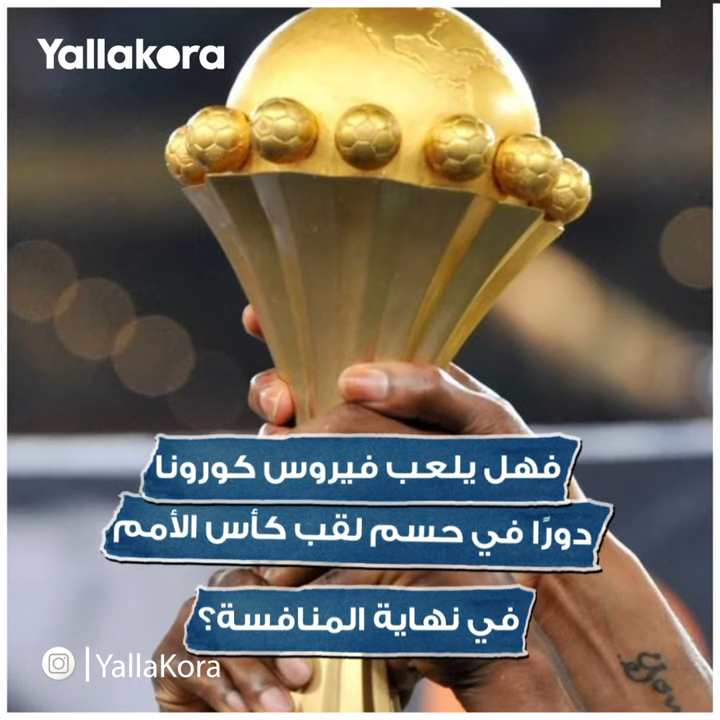 Yallakora
فهل يلعب فيروس كورونا
دورًا في حسم لقب كأس الأمم
في نهاية المنافسة؟
YallaKora